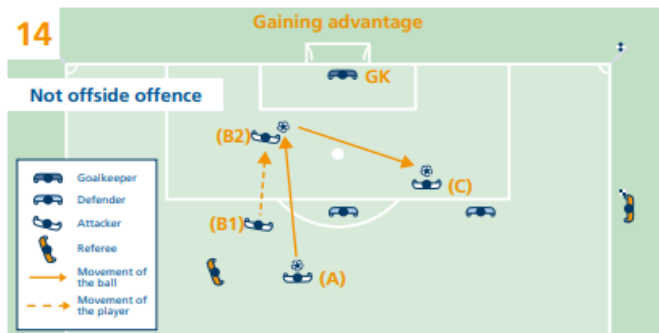 14
Gaining advantage
GK
Not offside offence
(B2)
(C)
Goalkeeper
Defender
Attacker
Referee
Movement of
the ball
Movement of
the player
(B1)
(A)